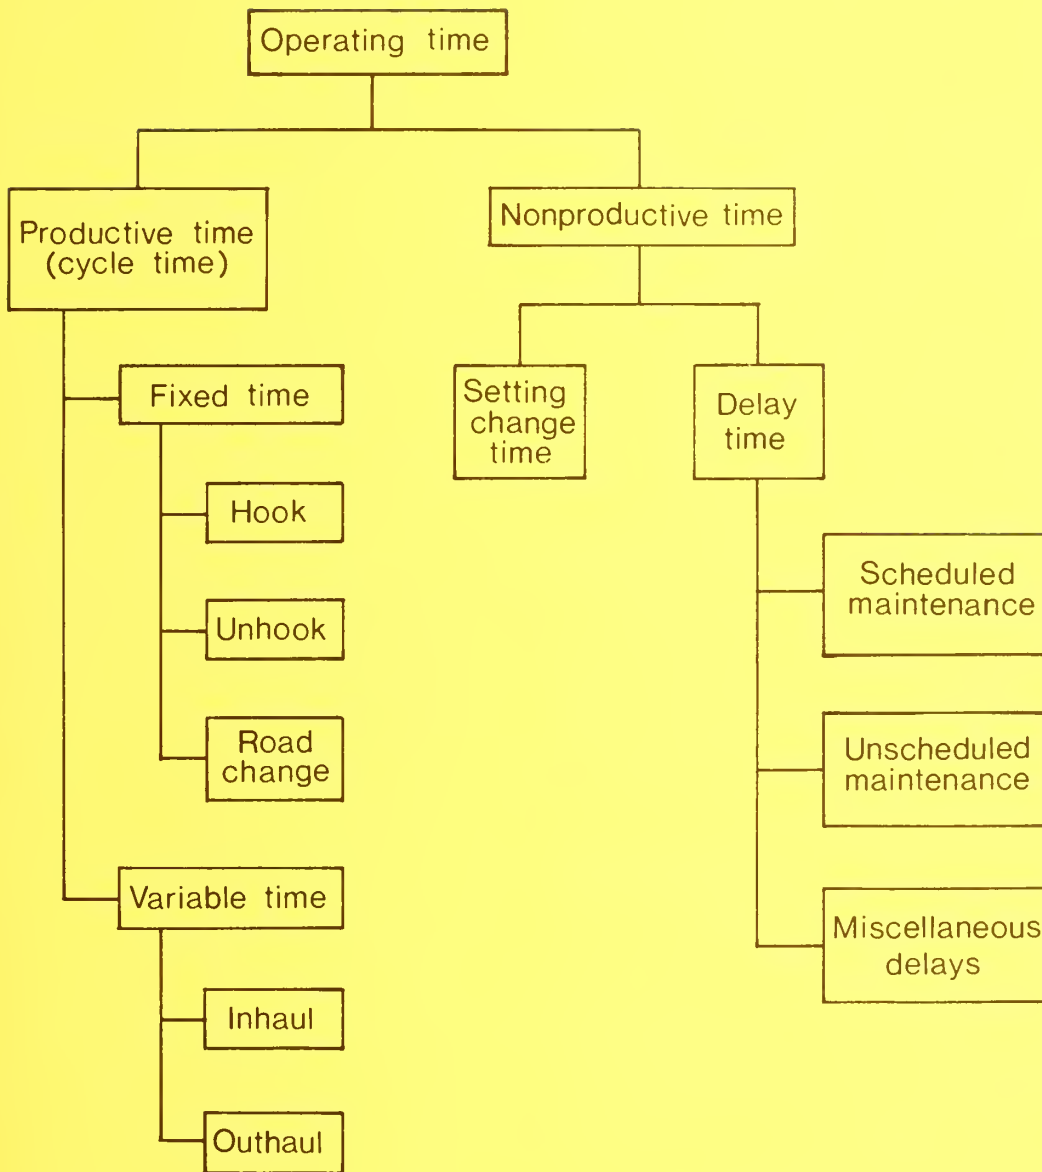 Operating time
Productive time
(cycle time)
Nonproductive time
Fixed time
Setting
change
time
Delay
time
Hook
Unhook
Road
change
Scheduled
maintenance
Unscheduled
maintenance
Variable time
Miscellaneous
delays
Inhaul
Outhaul